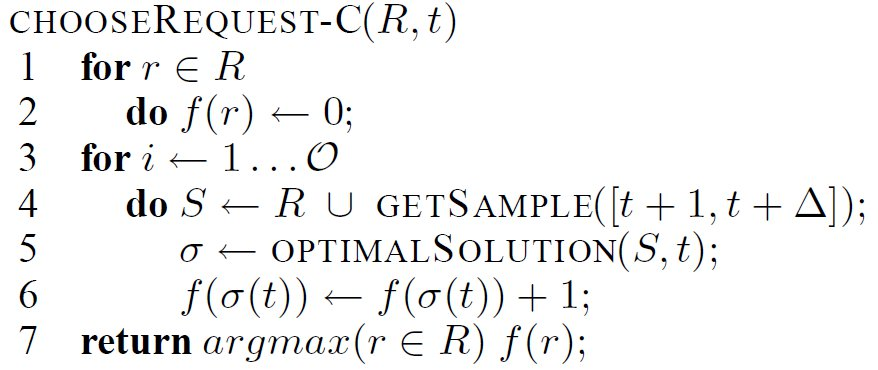 CHOOSEREQUEST-C(R, t)
1 for r ∈ R
2 do f(r) ← 0;
3 for i ← 1 . . . 𝒪
4 do S ← R ∪ GETSAMPLE([t + 1, t + Δ]);
5 σ ← OPTIMALSOLUTION(S, t);
6 f(σ(t)) ← f(σ(t)) + 1;
7 return argmax(r ∈ R) f(r);